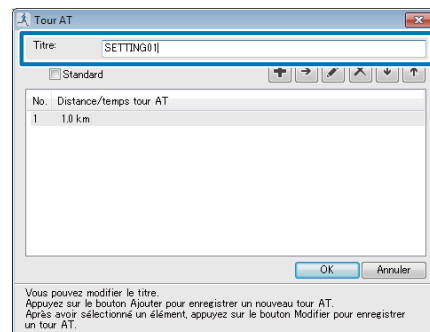 Tour AT
Titre: SETTING01
Standard
No. Distance/temps tour AT
1 1.0 km
OK Annuler
Vous pouvez modifier le titre.
Appuyez sur le bouton Ajouter pour enregistrer un nouveau tour AT.
Après avoir sélectionné un élément, appuyez sur le bouton Modifier pour enregistrer
un tour AT.